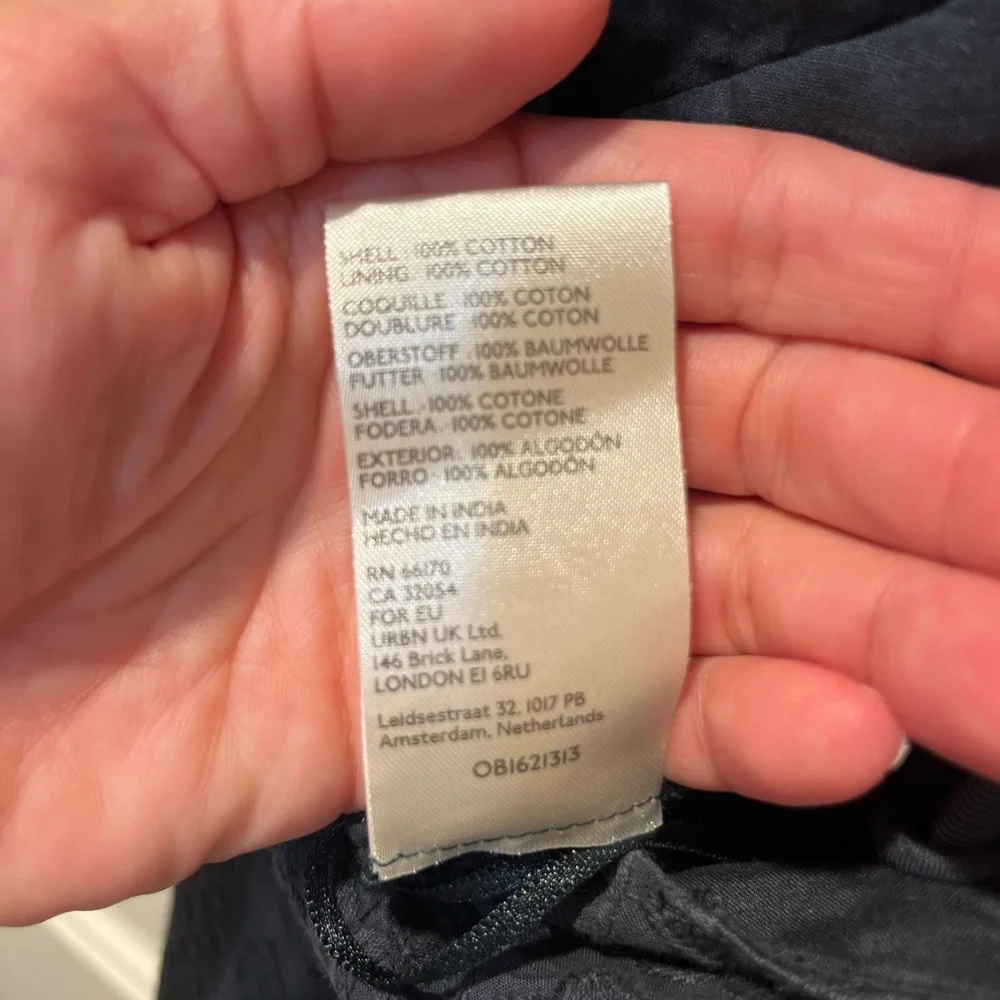 SHELL 100% COTTON
LINING 100% COTTON
COQUILLE 100% COTON
DOUBLURE 100% COTON
OBERSTOFF 100% BAUMWOLLE
FUTTER 100% BAUMWOLLE
SHELL 100% COTONE
FODERA 100% COTONE
EXTERIOR 100% ALGODÓN
FORRO 100% ALGODÓN
MADE IN INDIA
HECHO EN INDIA
RN 66170
CA 32054
FOR EU
URBN UK Ltd.
146 Brick Lane,
LONDON E1 6RU
Leidsestraat 32, 1017 PB
Amsterdam, Netherlands
OB1621313